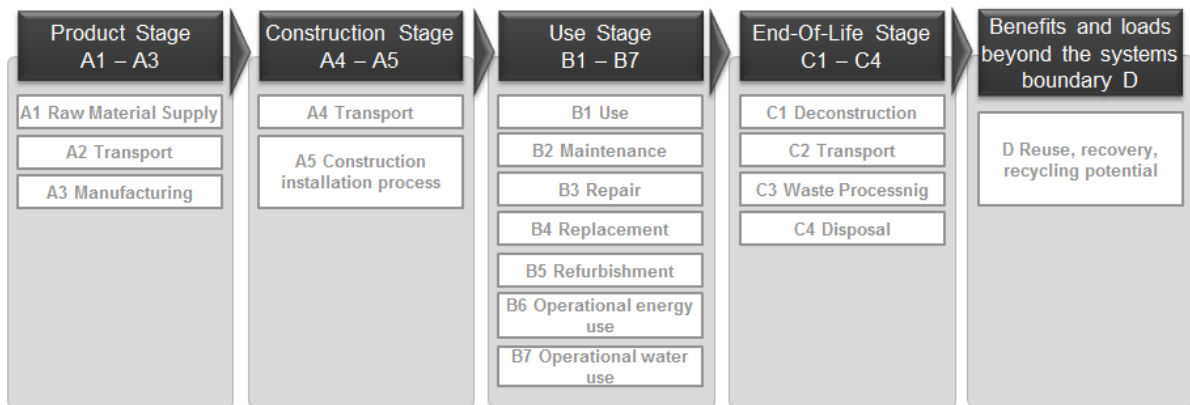 Product Stage
A1 – A3
A1 Raw Material Supply
A2 Transport
A3 Manufacturing
Construction Stage
A4 – A5
A4 Transport
A5 Construction
installation process
Use Stage
B1 – B7
B1 Use
B2 Maintenance
B3 Repair
B4 Replacement
B5 Refurbishment
B6 Operational energy
use
B7 Operational water
use
End-Of-Life Stage
C1 – C4
C1 Deconstruction
C2 Transport
C3 Waste Processnig
C4 Disposal
Benefits and loads
beyond the systems
boundary D
D Reuse, recovery,
recycling potential